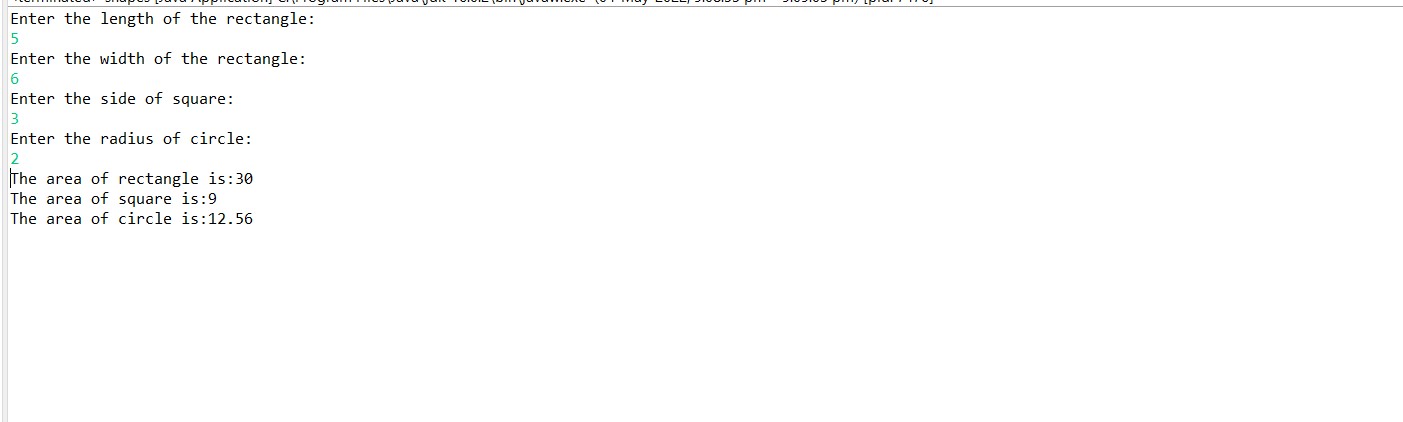 Enter the length of the rectangle:
5
Enter the width of the rectangle:
6
Enter the side of square:
3
Enter the radius of circle:
2
The area of rectangle is:30
The area of square is:9
The area of circle is:12.56